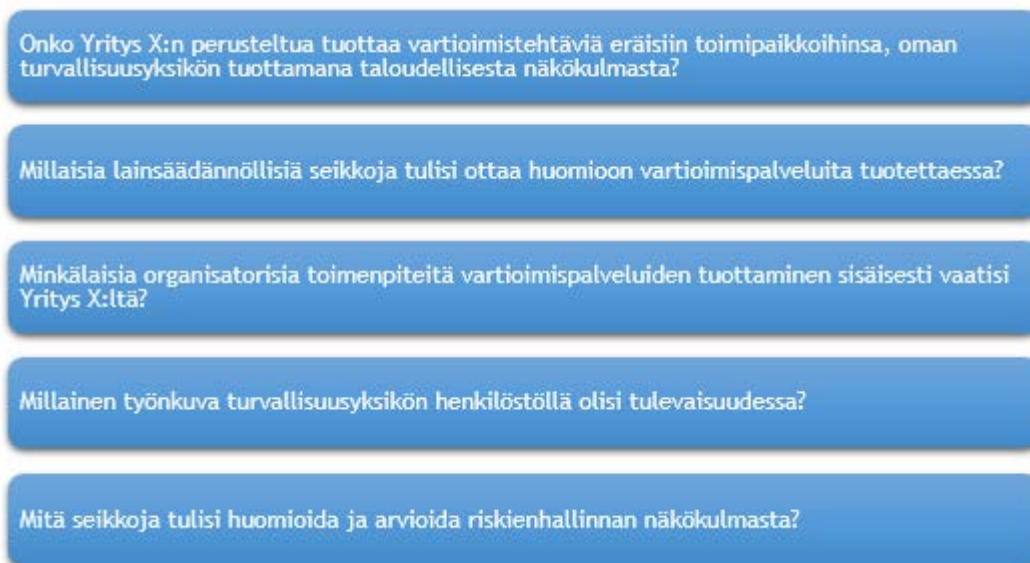 Onko Yritys X:n perusteltua tuottaa vartioimistehtäviä eräisiin toimipaikkoihinsa, oman
turvallisuusyksikön tuottamana taloudellisesta näkökulmasta?
Millaisia lainsäädännöllisiä seikkoja tulisi ottaa huomioon vartioimispalveluita tuotettaessa?
Minkälaisia organisatorisia toimenpiteitä vartioimispalveluiden tuottaminen sisäisesti vaatisi
Yritys X:ltä?
Millainen työnkuva turvallisuusyksikön henkilöstöllä olisi tulevaisuudessa?
Mitä seikkoja tulisi huomioida ja arvioida riskienhallinnan näkökulmasta?